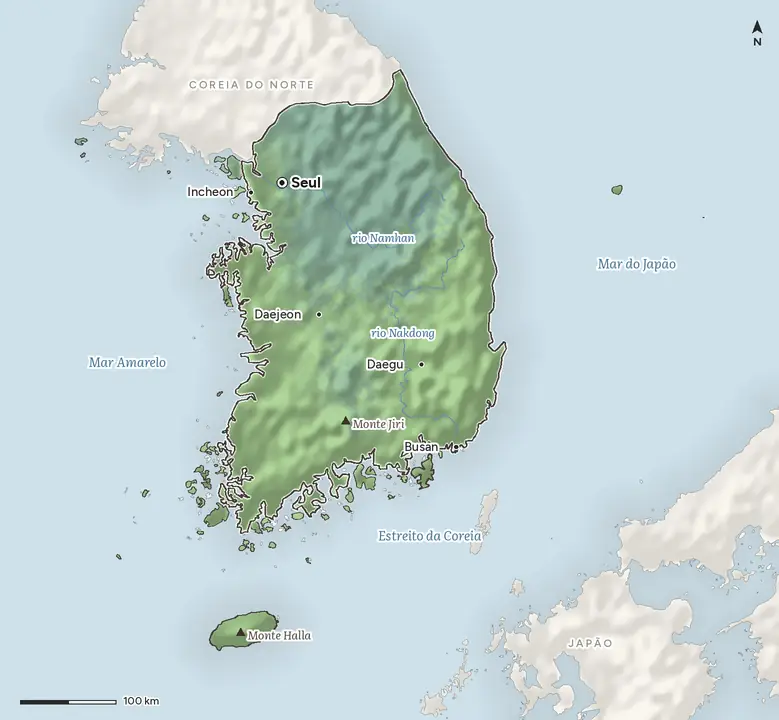 N
COREIA DO NORTE
Seul
Incheon
rio Namhan
Mar do Japão
Daejeon
rio Nakdong
Mar Amarelo
Daegu
Monte Jiri
Busan
Estreito da Coreia
Monte Halla
JAPÃO
100 km